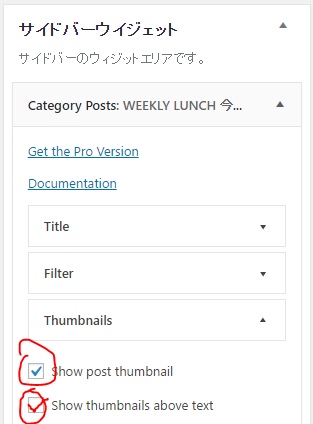 サイドバーウイジェット
サイドバーのウィジットエリアです。
Category Posts: WEEKLY LUNCH 今...
Get the Pro Version
Documentation
Title
Filter
Thumbnails
Show post thumbnail
Show thumbnails above text